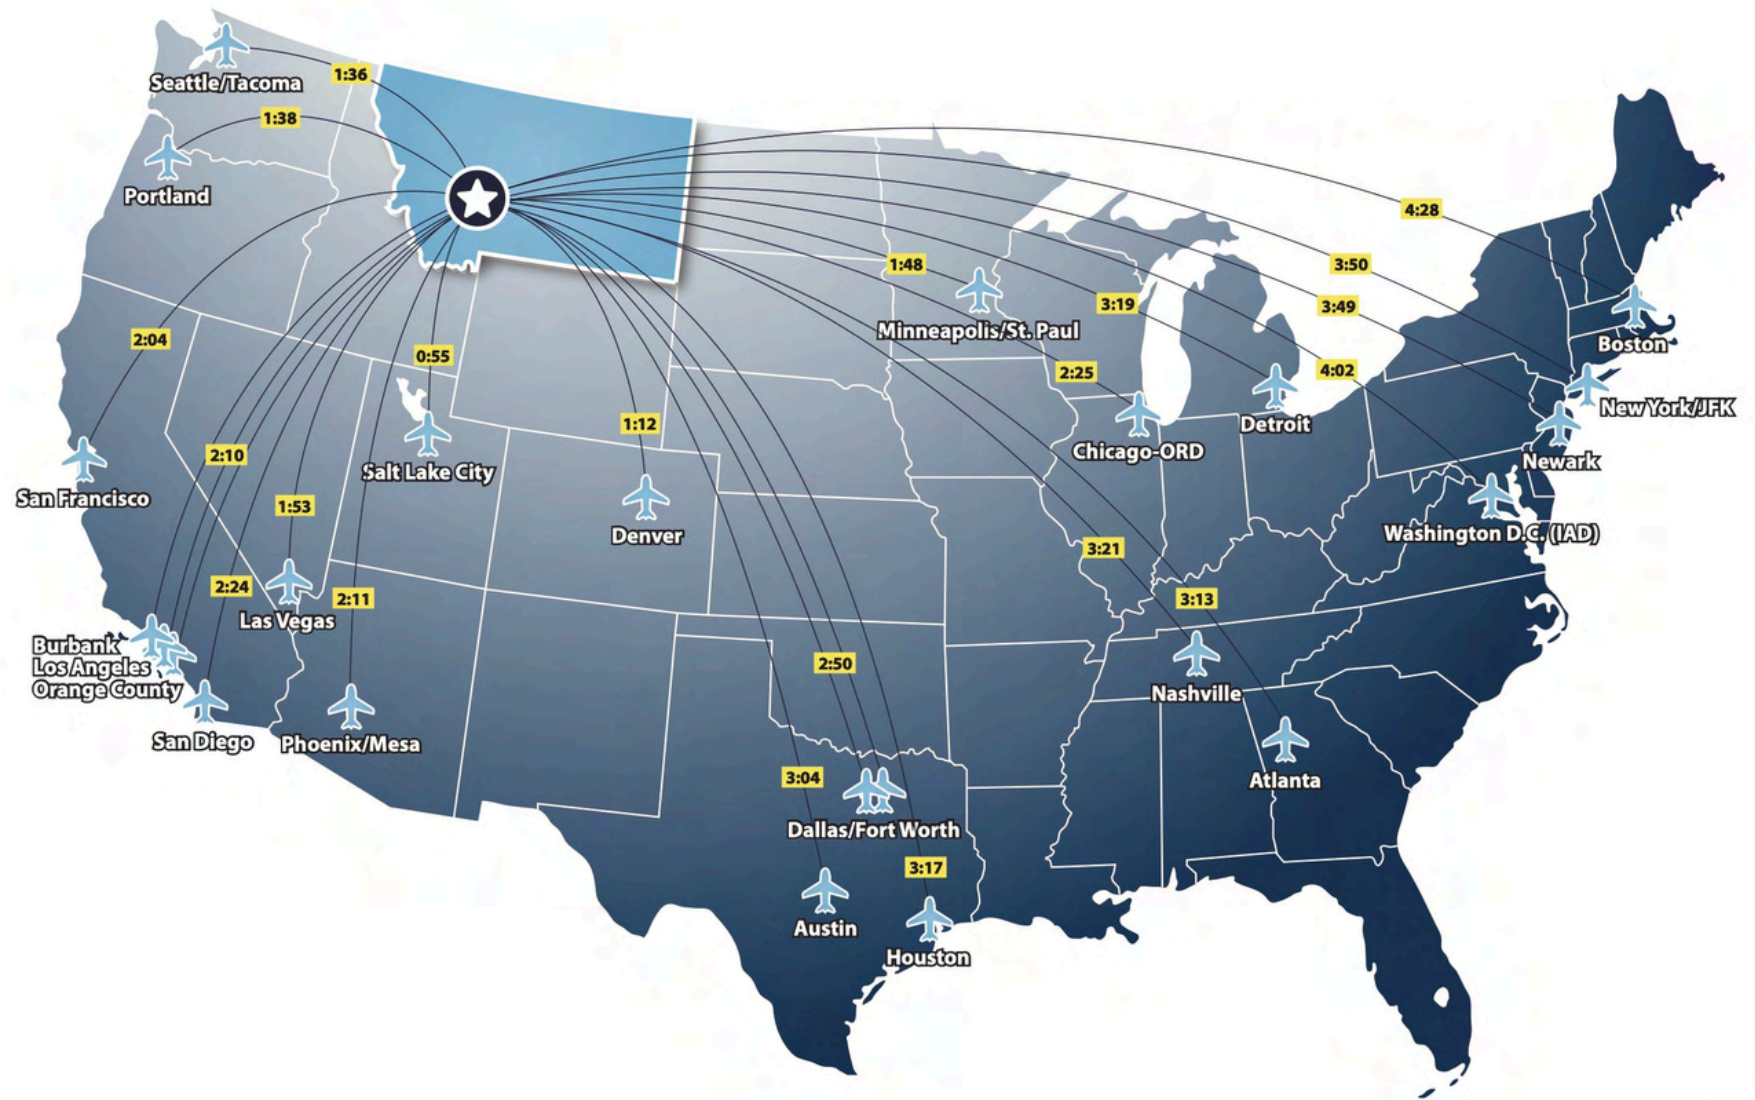 Seattle/Tacoma
1:36
1:38
Portland
4:28
1:48
3:50
3:19
3:49
Minneapolis/St. Paul
2:04
0:55
Boston
2:25
4:02
New York/JFK
1:12
Detroit
2:10
Salt Lake City
Chicago-ORD
Newark
San Francisco
1:53
Denver
Washington D.C. (IAD)
3:21
2:24
2:11
3:13
Las Vegas
Burbank
Los Angeles
Orange County
2:50
Nashville
San Diego
Phoenix/Mesa
3:04
Atlanta
Dallas/Fort Worth
3:17
Austin
Houston